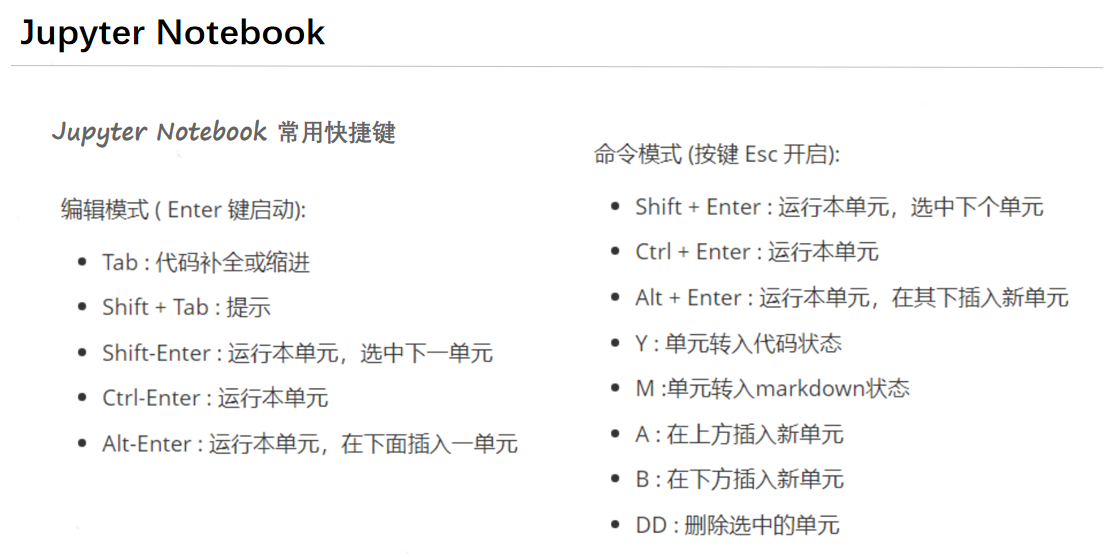 Jupyter Notebook
Jupyter Notebook 常用快捷键
编辑模式 ( Enter 键启动):
• Tab : 代码补全或缩进
• Shift + Tab : 提示
• Shift-Enter : 运行本单元，选中下一单元
• Ctrl-Enter : 运行本单元
• Alt-Enter : 运行本单元，在下面插入一单元
命令模式 (按键 Esc 开启):
• Shift + Enter : 运行本单元，选中下个单元
• Ctrl + Enter : 运行本单元
• Alt + Enter : 运行本单元，在其下插入新单元
• Y : 单元转入代码状态
• M :单元转入markdown状态
• A : 在上方插入新单元
• B : 在下方插入新单元
• DD : 删除选中的单元